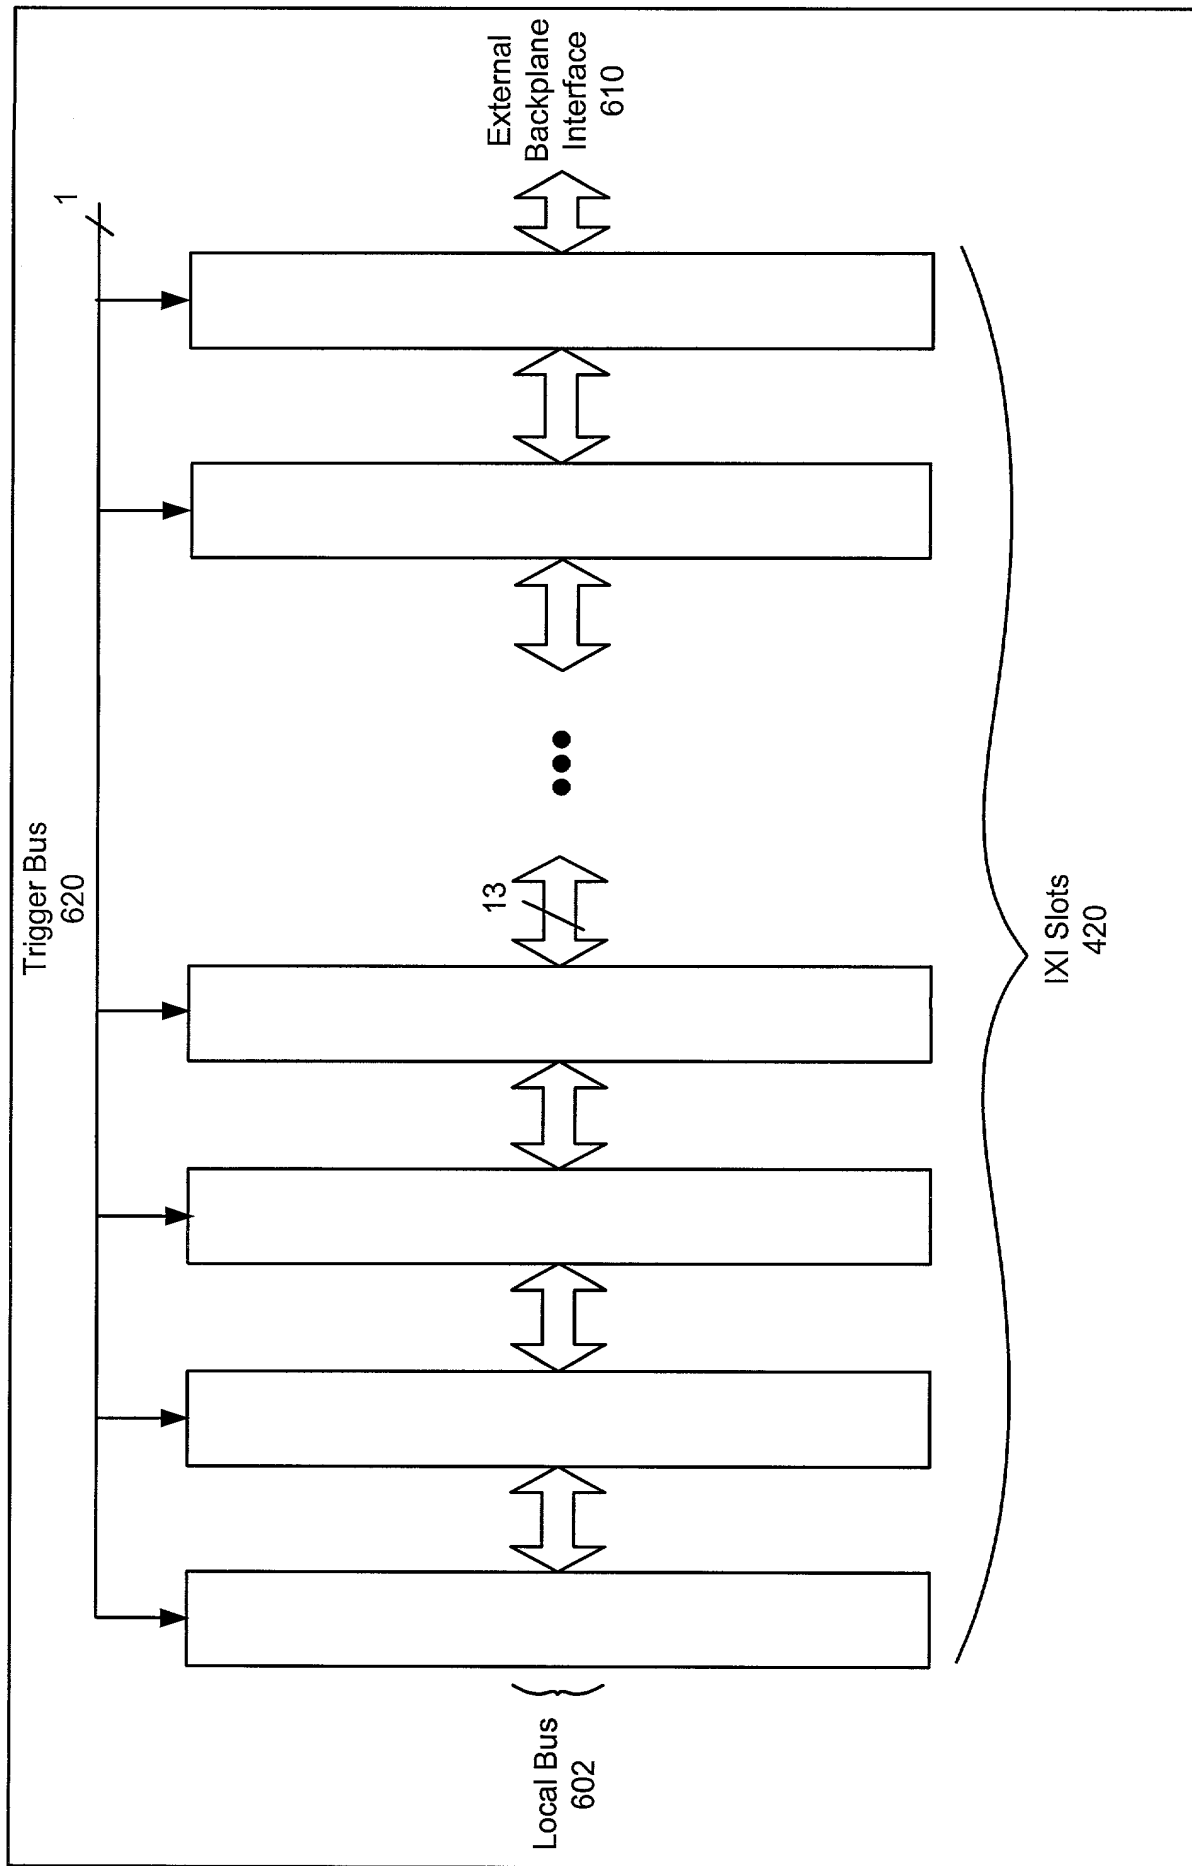 Trigger Bus
620
1
External
Backplane
Interface
610
13
Local Bus
602
IXI Slots
420